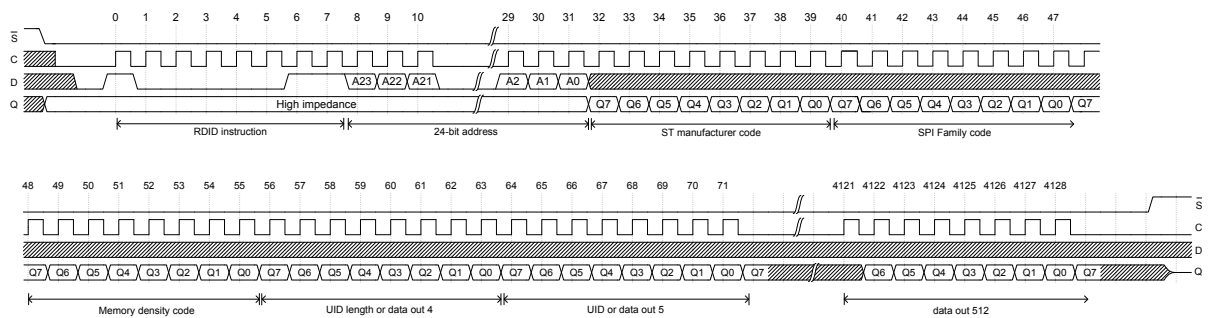 0 1 2 3 4 5 6 7 8 9 10 29 30 31 32 33 34 35 36 37 38 39 40 41 42 43 44 45 46 47
S
C
D A23 A22 A21 A2 A1 A0
Q High impedance Q7 Q6 Q5 Q4 Q3 Q2 Q1 Q0 Q7 Q6 Q5 Q4 Q3 Q2 Q1 Q0 Q7
RDID instruction 24-bit address ST manufacturer code SPI Family code
48 49 50 51 52 53 54 55 56 57 58 59 60 61 62 63 64 65 66 67 68 69 70 71 4121 4122 4123 4124 4125 4126 4127 4128
S
C
D
Q7 Q6 Q5 Q4 Q3 Q2 Q1 Q0 Q7 Q6 Q5 Q4 Q3 Q2 Q1 Q0 Q7 Q6 Q5 Q4 Q3 Q2 Q1 Q0 Q7 Q6 Q5 Q4 Q3 Q2 Q1 Q0 Q7 Q
Memory density code UID length or data out 4 UID or data out 5 data out 512